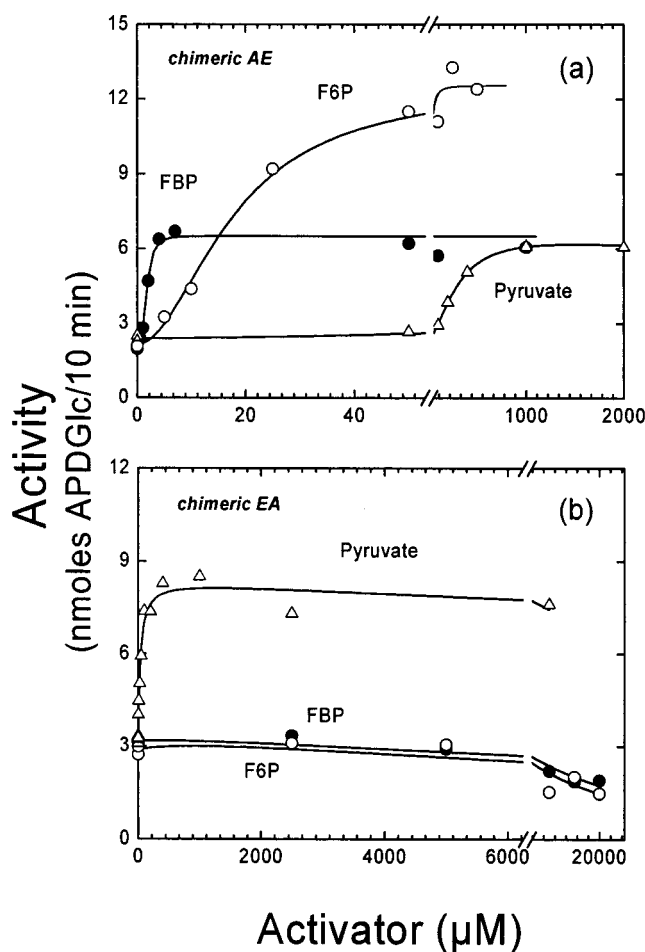 15
12
9
6
3
0
chimeric AE
(a)
F6P
FBP
Pyruvate
0 20 40 1000 2000
12
9
6
3
0
chimeric EA
(b)
Pyruvate
FBP
F6P
0 2000 4000 6000 20000
Activity
(nmoles APDGlc/10 min)
Activator (µM)